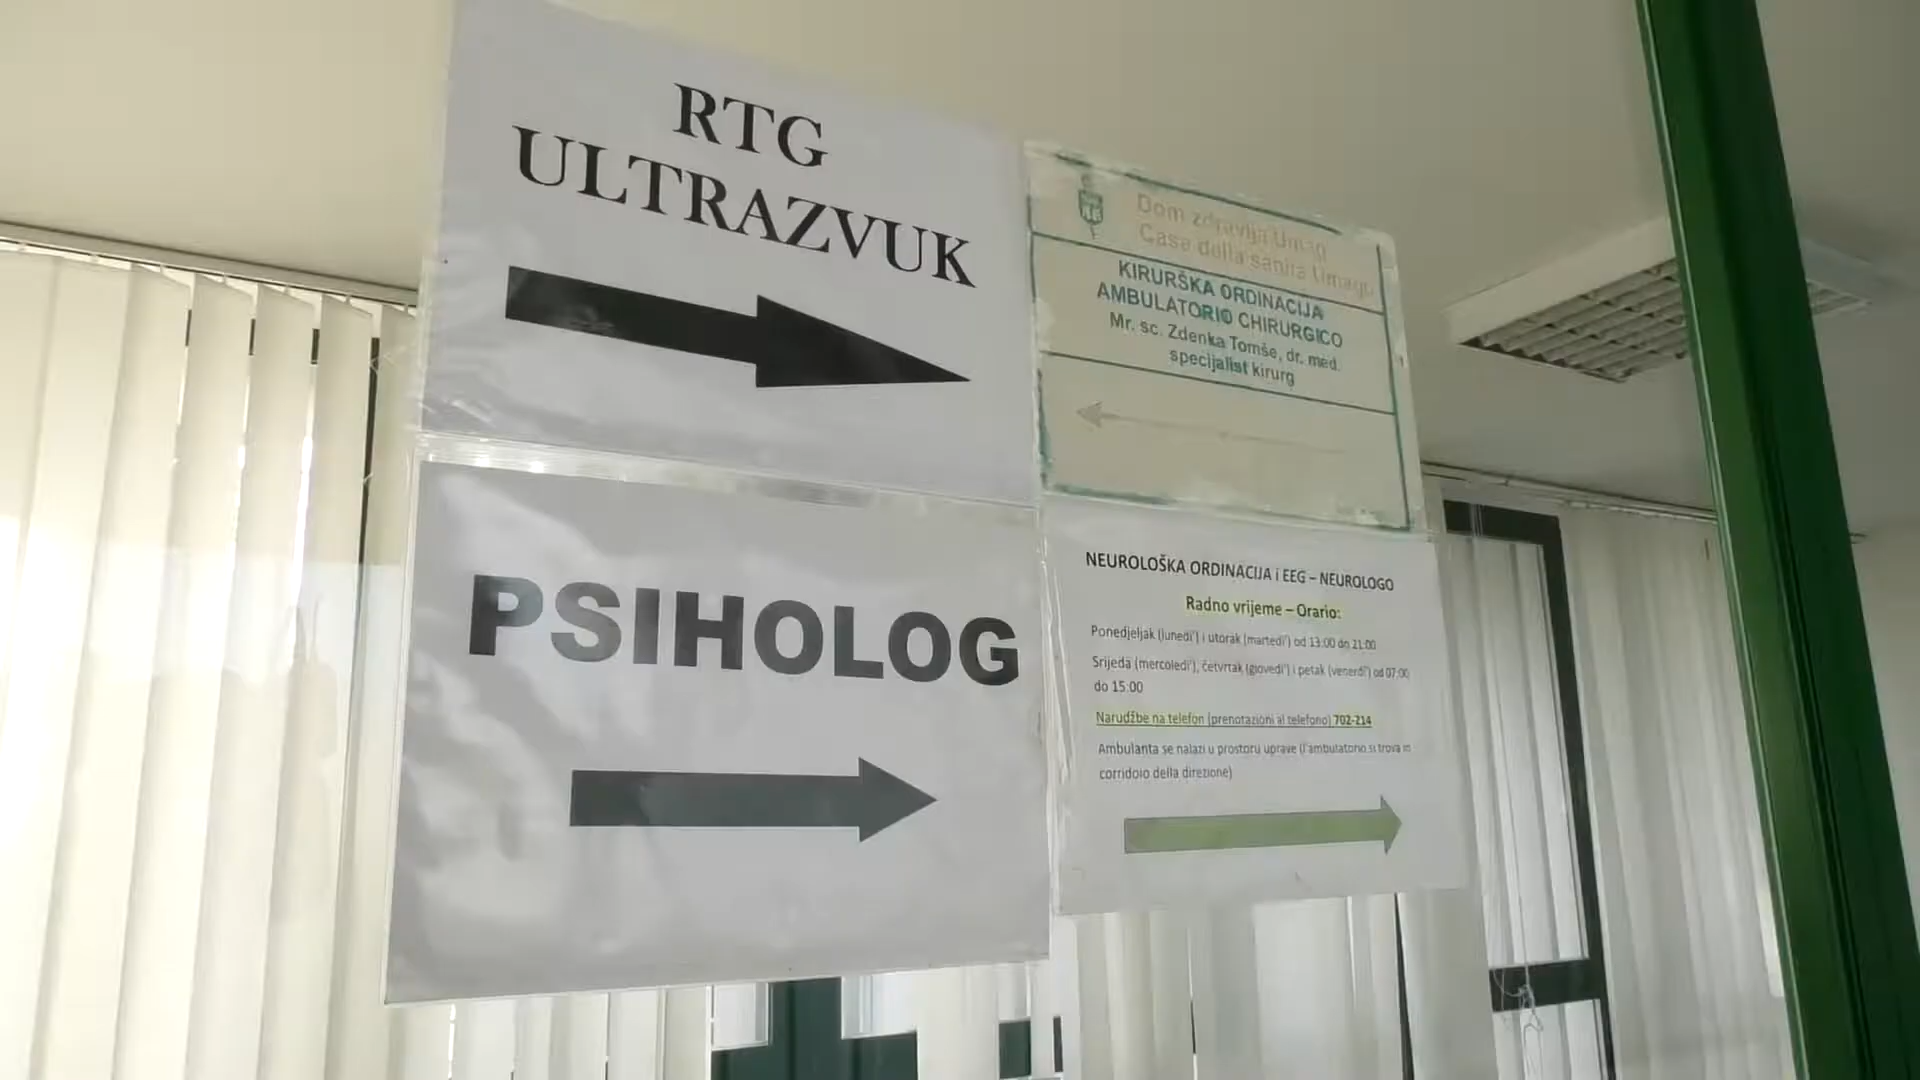 RTG
ULTRAZVUK
Dom zdravlja Umag
Casa della sanità Umago
KIRURŠKA ORDINACIJA
AMBULATORIO CHIRURGICO
Mr. sc. Zdenka Tomše, dr. med.
specijalist kirurg
PSIHOLOG
NEUROLOŠKA ORDINACIJA i EEG – NEUROLOGO
Radno vrijeme – Orario:
Ponedjeljak (lunedi') i utorak (martedi') od 13:00 do 21:00
Srijeda (mercoledi'), četvrtak (giovedi') i petak (venerdi') od 07:00
do 15:00
Narudžbe na telefon (prenotazioni al telefono) 702-214
Ambulanta se nalazi u prostoru uprave (l'ambulatorio si trova in
corridoio della direzione)